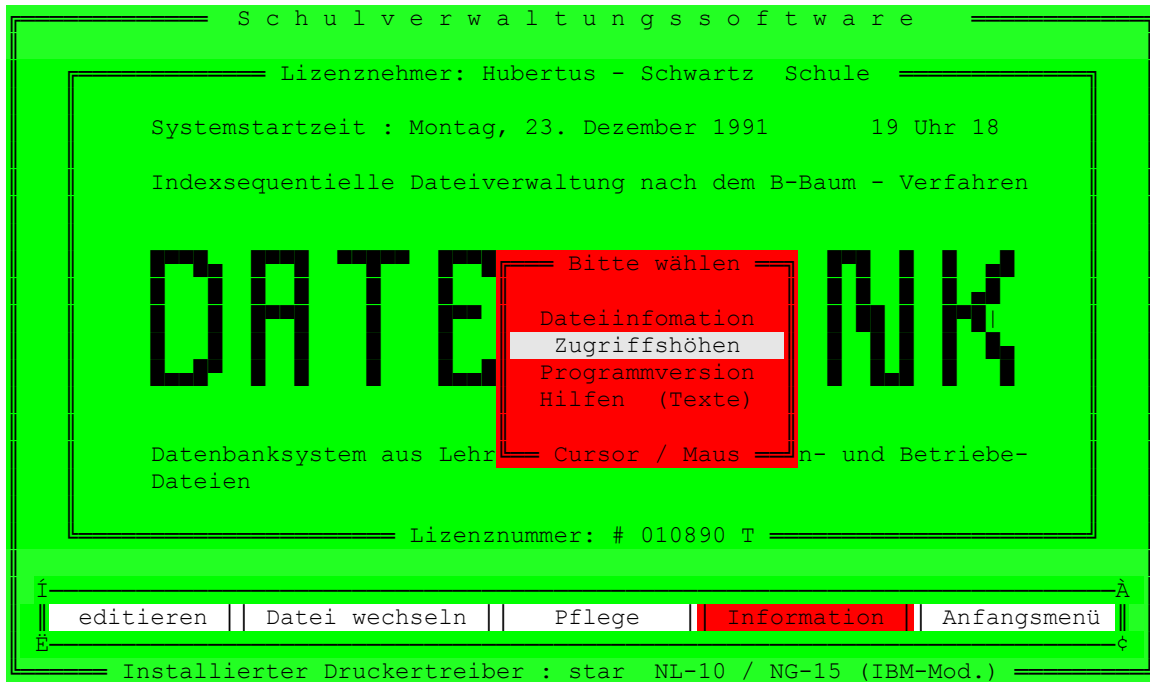 S c h u l v e r w a l t u n g s s o f t w a r e
Lizenznehmer: Hubertus - Schwartz  Schule
Systemstartzeit : Montag, 23. Dezember 1991       19 Uhr 18
Indexsequentielle Dateiverwaltung nach dem B-Baum - Verfahren
DATE NK
Bitte wählen
Dateiinfomation
Zugriffshöhen
Programmversion
Hilfen  (Texte)
Cursor / Maus
Datenbanksystem aus Lehr n- und Betriebe-
Dateien
Lizenznummer: # 010890 T
Í À
editieren | Datei wechseln | Pflege | Information | Anfangsmenü
Ë ¢
Installierter Druckertreiber : star  NL-10 / NG-15 (IBM-Mod.)